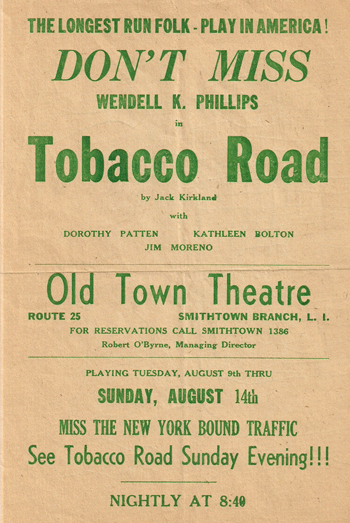 THE LONGEST RUN FOLK - PLAY IN AMERICA!
DON'T MISS
WENDELL K. PHILLIPS
in
Tobacco Road
by Jack Kirkland
with
DOROTHY PATTEN KATHLEEN BOLTON
JIM MORENO
Old Town Theatre
ROUTE 25 SMITHTOWN BRANCH, L. I.
FOR RESERVATIONS CALL SMITHTOWN 1386
Robert O'Byrne, Managing Director
PLAYING TUESDAY, AUGUST 9th THRU
SUNDAY, AUGUST 14th
MISS THE NEW YORK BOUND TRAFFIC
See Tobacco Road Sunday Evening!!!
NIGHTLY AT 8:40